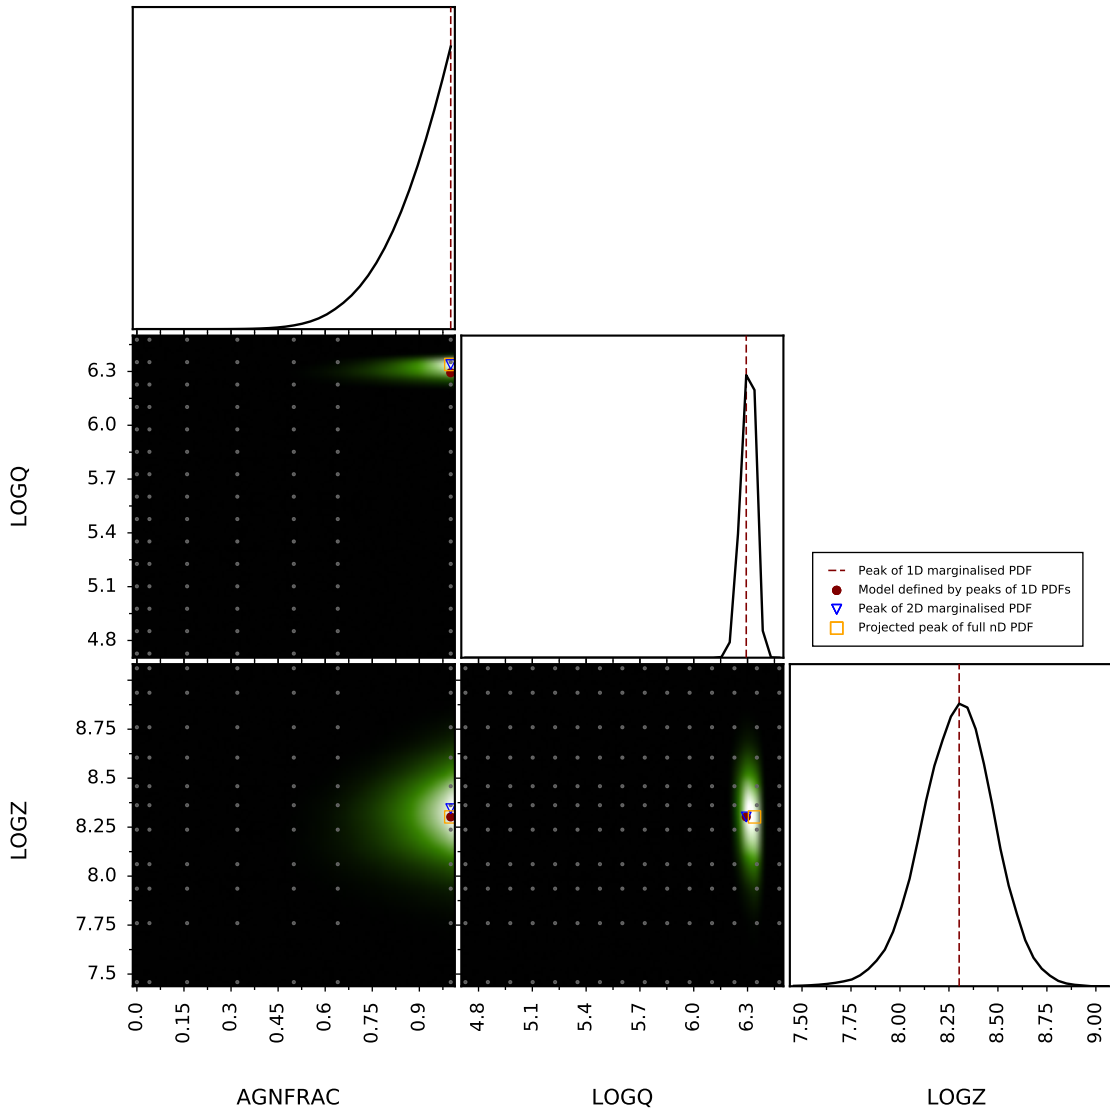 LOGQ
6.3
6.0
5.7
5.4
5.1
4.8
Peak of 1D marginalised PDF
Model defined by peaks of 1D PDFs
Peak of 2D marginalised PDF
Projected peak of full nD PDF
LOGZ
8.75
8.5
8.25
8.0
7.75
7.5
0.0 0.15 0.3 0.45 0.6 0.75 0.9 4.8 5.1 5.4 5.7 6.0 6.3 7.50 7.75 8.00 8.25 8.50 8.75 9.00
AGNFRAC LOGQ LOGZ